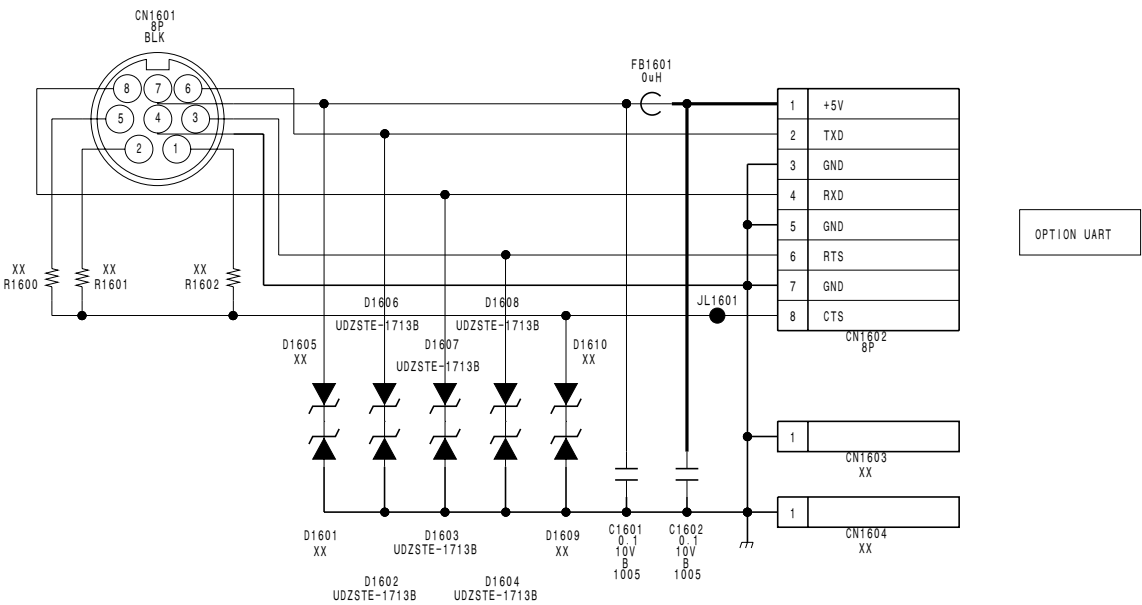 CN1601
8P
BLK
8
7
6
5
4
3
2
1
FB1601
0uH
1 +5V
2 TXD
3 GND
4 RXD
5 GND
6 RTS
7 GND
8 CTS
CN1602
8P
OPTION UART
XX
R1600
XX
R1601
XX
R1602
JL1601
D1605
XX
D1606
UDZSTE-1713B
D1607
UDZSTE-1713B
D1608
UDZSTE-1713B
D1610
XX
1
CN1603
XX
1
CN1604
XX
D1601
XX
D1602
UDZSTE-1713B
D1603
UDZSTE-1713B
D1604
UDZSTE-1713B
D1609
XX
C1601
0.1
10V
B
1005
C1602
0.1
10V
B
1005